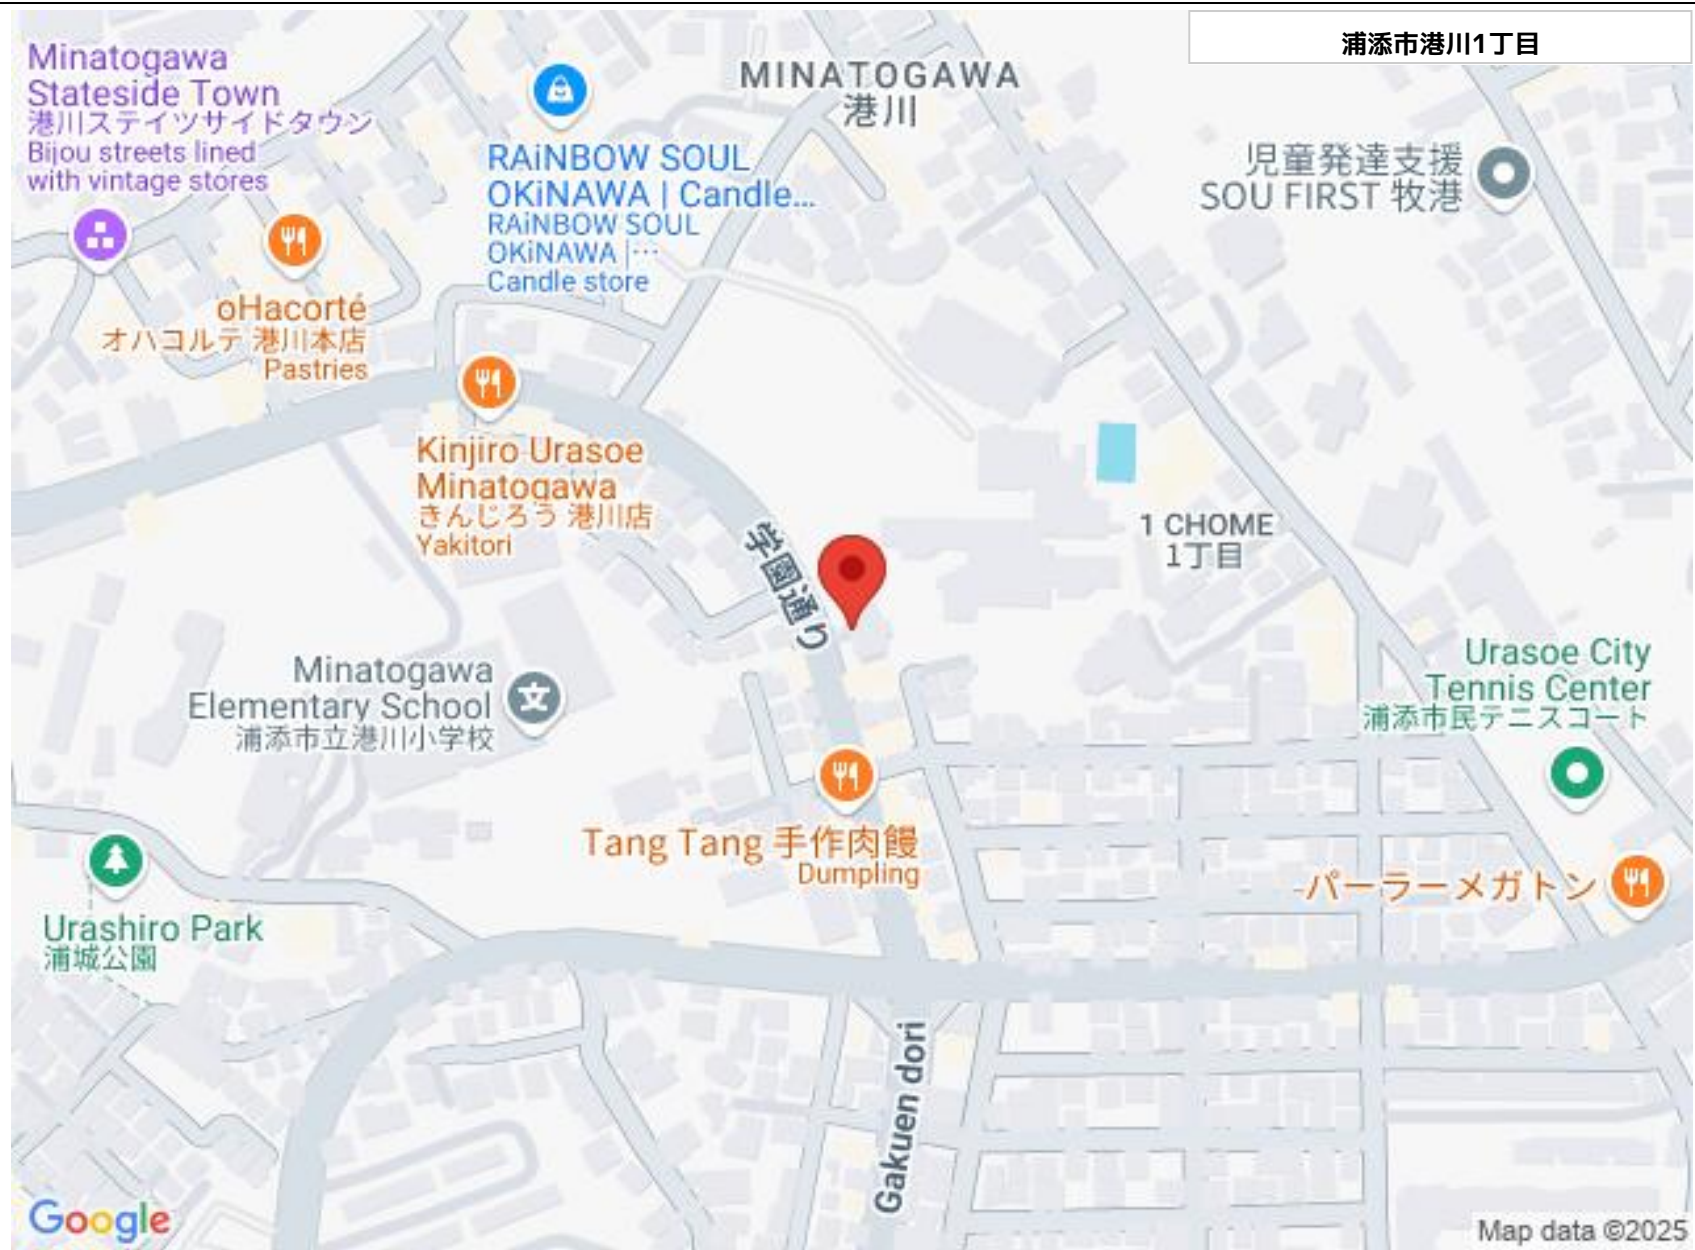 浦添市港川1丁目
Minatogawa
Stateside Town
港川ステイツサイドタウン
Bijou streets lined
with vintage stores
RAiNBOW SOUL
OKiNAWA | Candle...
RAiNBOW SOUL
OKiNAWA |…
Candle store
MINATOGAWA
港川
児童発達支援
SOU FIRST 牧港
oHacorté
オハコルテ 港川本店
Pastries
Kinjiro Urasoe
Minatogawa
きんじろう 港川店
Yakitori
学園通り
1 CHOME
1丁目
Minatogawa
Elementary School
浦添市立港川小学校
Urasoe City
Tennis Center
浦添市民テニスコート
Tang Tang 手作肉饅
Dumpling
パーラーメガトン
Urashiro Park
浦城公園
Gakuen dori
Google
Map data ©2025